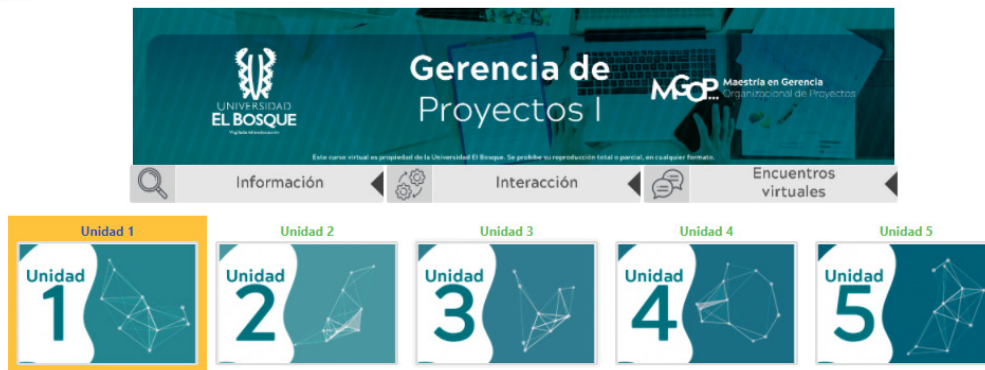 UNIVERSIDAD
EL BOSQUE
Gerencia de
Proyectos I
MGOP
Maestría en Gerencia
Organizacional de Proyectos
Este curso virtual es propiedad de la Universidad El Bosque. Se prohíbe su reproducción total o parcial, en cualquier formato.
Información
Interacción
Encuentros
virtuales
Unidad 1
Unidad 2
Unidad 3
Unidad 4
Unidad 5
Unidad
1
Unidad
2
Unidad
3
Unidad
4
Unidad
5